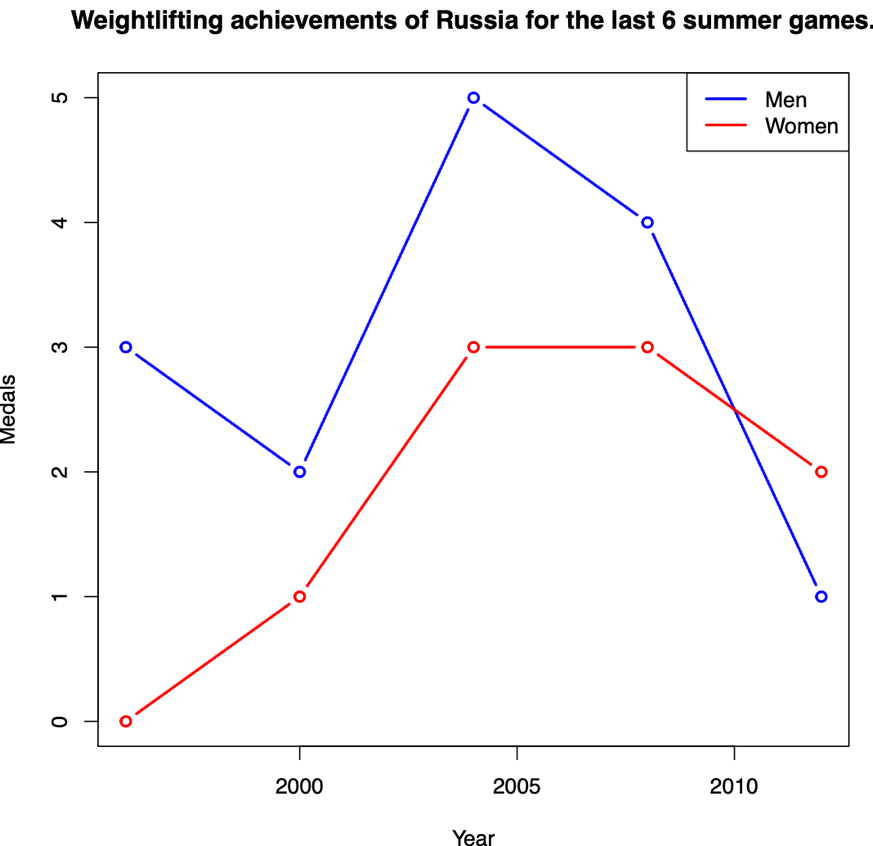 Weightlifting achievements of Russia for the last 6 summer games.
Men
Women
5
4
3
2
1
0
Medals
2000 2005 2010
Year